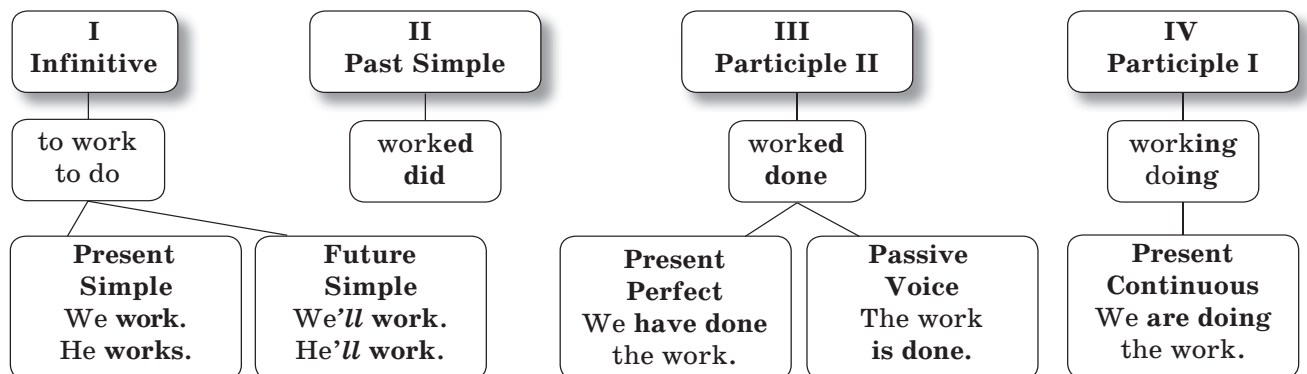 I
Infinitive
II
Past Simple
III
Participle II
IV
Participle I
to work
to do
worked
did
worked
done
working
doing
Present
Simple
We work.
He works.
Future
Simple
We'll work.
He'll work.
Present
Perfect
We have done
the work.
Passive
Voice
The work
is done.
Present
Continuous
We are doing
the work.